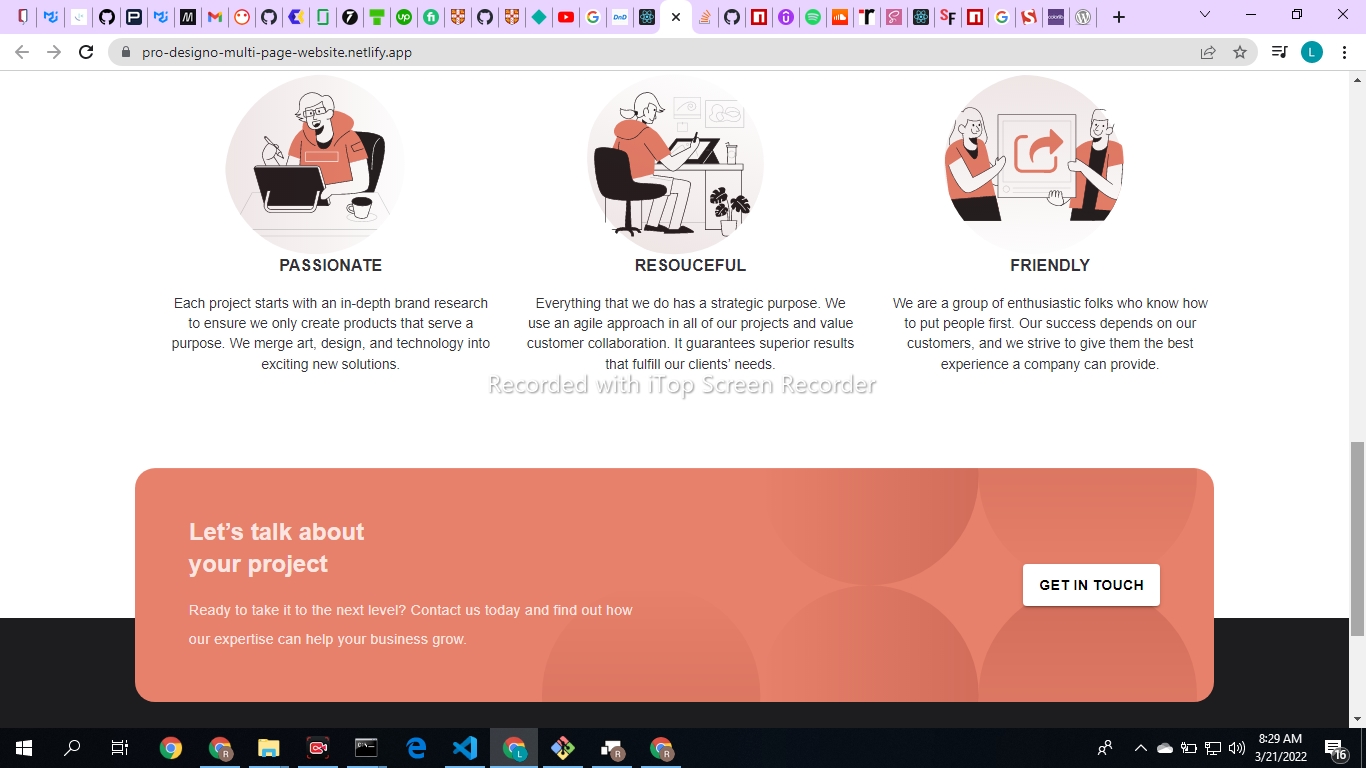 pro-designo-multi-page-website.netlify.app
PASSIONATE
Each project starts with an in-depth brand research
to ensure we only create products that serve a
purpose. We merge art, design, and technology into
exciting new solutions.
RESOUCEFUL
Everything that we do has a strategic purpose. We
use an agile approach in all of our projects and value
customer collaboration. It guarantees superior results
that fulfill our clients’ needs.
FRIENDLY
We are a group of enthusiastic folks who know how
to put people first. Our success depends on our
customers, and we strive to give them the best
experience a company can provide.
Recorded with iTop Screen Recorder
Let’s talk about
your project
Ready to take it to the next level? Contact us today and find out how
our expertise can help your business grow.
GET IN TOUCH
8:29 AM
3/21/2022
16